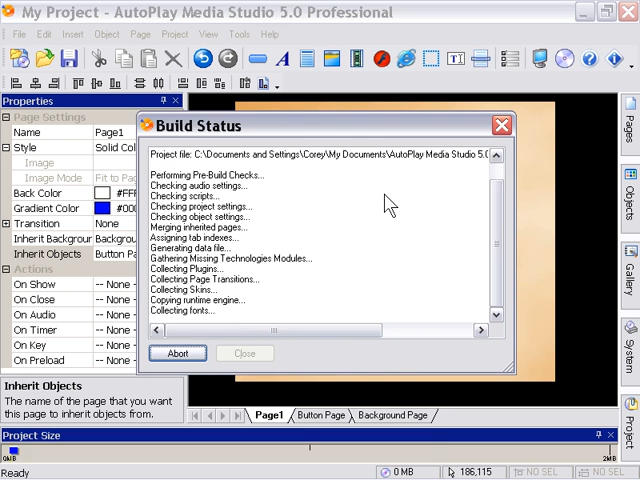 My Project - AutoPlay Media Studio 5.0 Professional
File Edit Insert Object Page Project Publish View Tools Help
Properties
Page Settings
Name Page1
Style Solid Col
Image
Image Mode Fit to Pa
Back Color #FFF
Gradient Color #000
Transition None
Inherit Background Backgrou
Inherit Objects Button Pa
Actions
On Show -- None -
On Close -- None -
On Audio -- None -
On Timer -- None -
On Key -- None -
On Preload -- None -
Inherit Objects
The name of the page that you want
this page to inherit objects from.
Build Status
Project file: C:\Documents and Settings\Corey\My Documents\AutoPlay Media Studio 5.0
Performing Pre-Build Checks...
Checking audio settings...
Checking scripts...
Checking project settings...
Checking object settings...
Merging inherited pages...
Assigning tab indexes...
Generating data file...
Gathering Missing Technologies Modules...
Collecting Plugins...
Collecting Page Transitions...
Collecting Skins...
Copying runtime engine...
Collecting fonts...
Abort Close
Pages
Objects
Gallery
System
Project
Page1 Button Page Background Page
Project Size
0MB 2MB
Ready 0 MB 186,115 NO SEL NO SEL